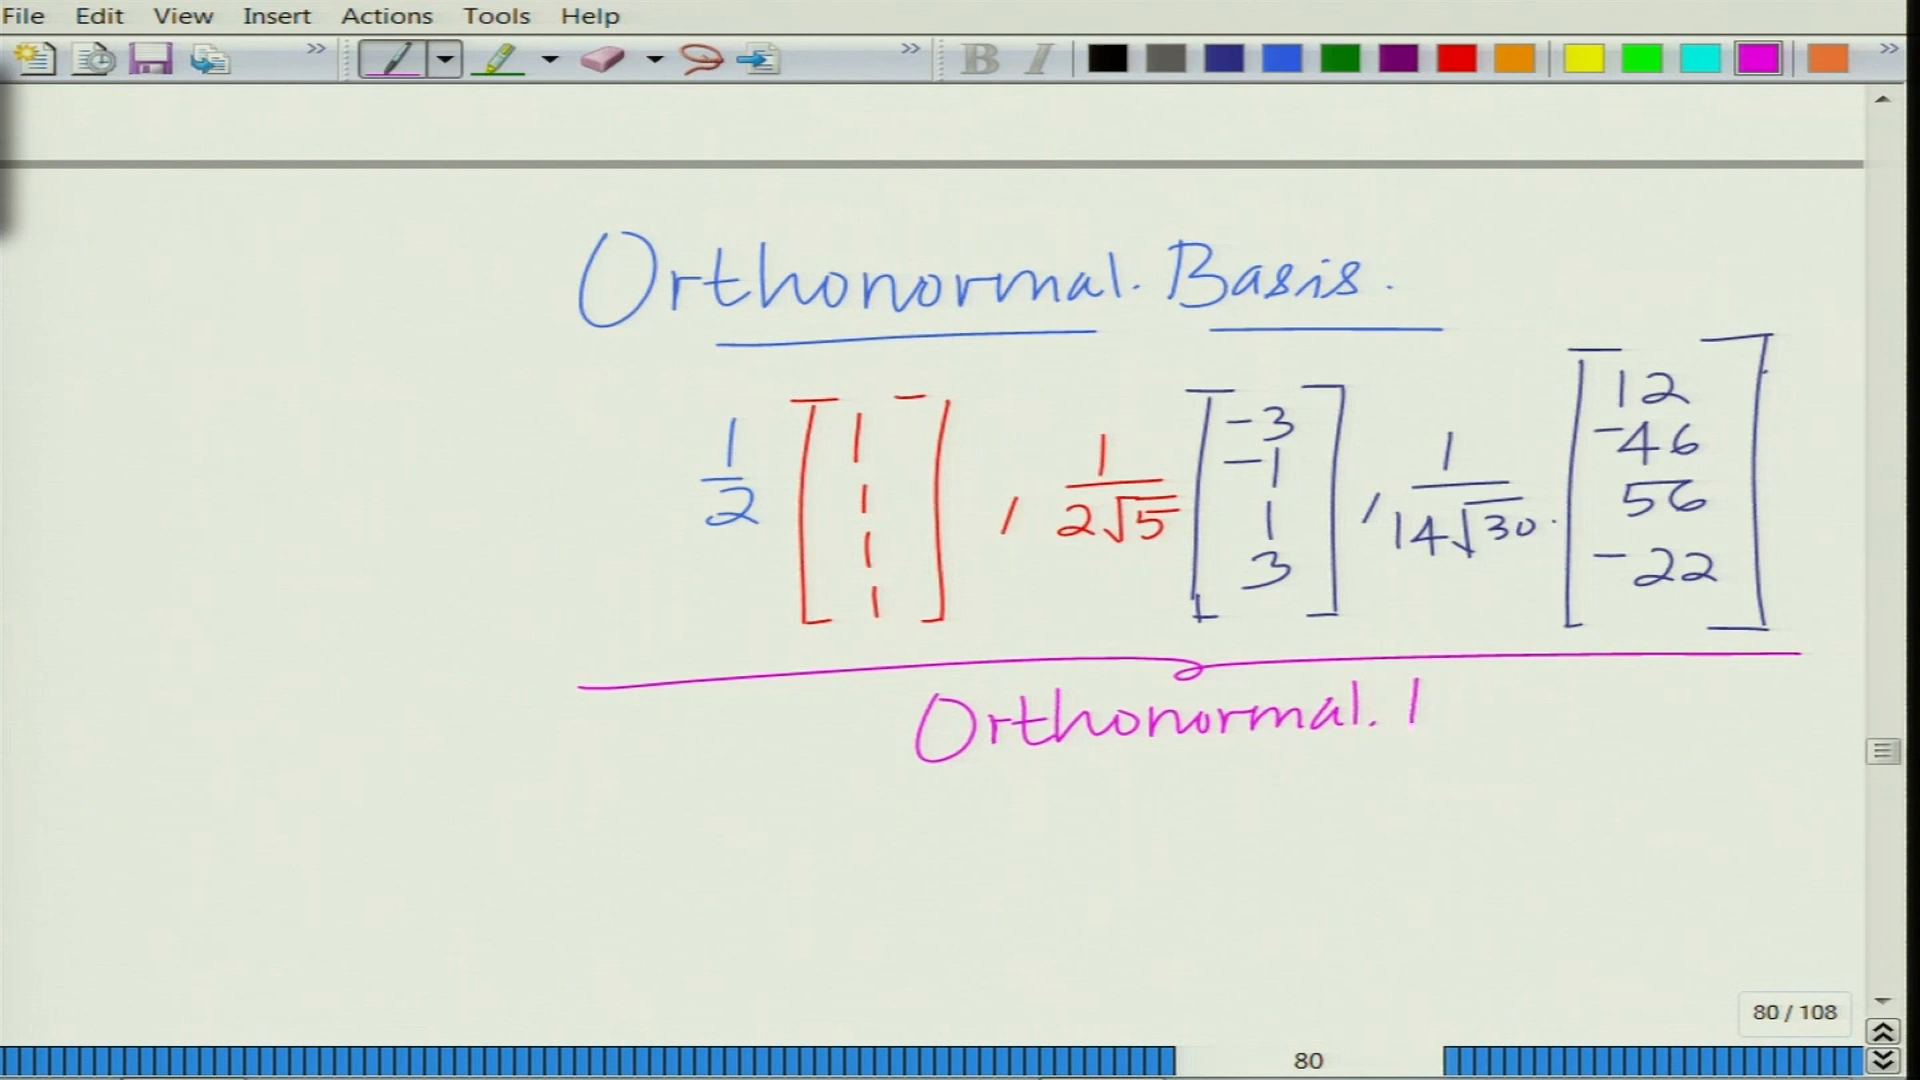 File Edit View Insert Actions Tools Help
B I
Orthonormal. Basis.
1/2 [1 1 1 1] , 1/2√5 [-3 -1 1 3] , 1/14√30 . [12 -46 56 -22]
Orthonormal. 1
80 / 108
80